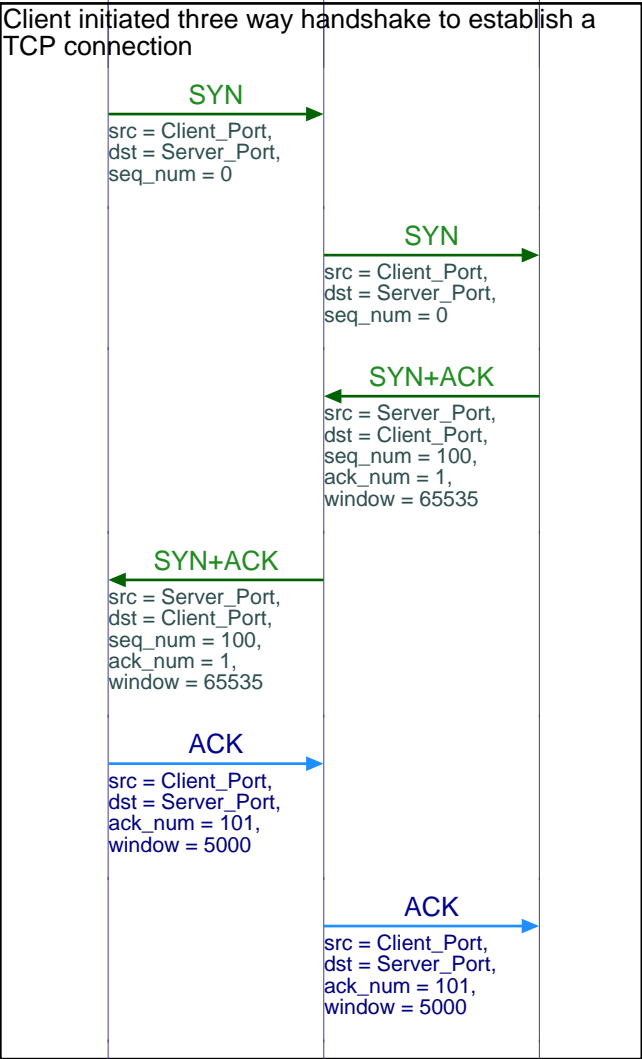 Client initiated three way handshake to establish a
TCP connection
SYN
src = Client_Port,
dst = Server_Port,
seq_num = 0
SYN
src = Client_Port,
dst = Server_Port,
seq_num = 0
SYN+ACK
src = Server_Port,
dst = Client_Port,
seq_num = 100,
ack_num = 1,
window = 65535
SYN+ACK
src = Server_Port,
dst = Client_Port,
seq_num = 100,
ack_num = 1,
window = 65535
ACK
src = Client_Port,
dst = Server_Port,
ack_num = 101,
window = 5000
ACK
src = Client_Port,
dst = Server_Port,
ack_num = 101,
window = 5000